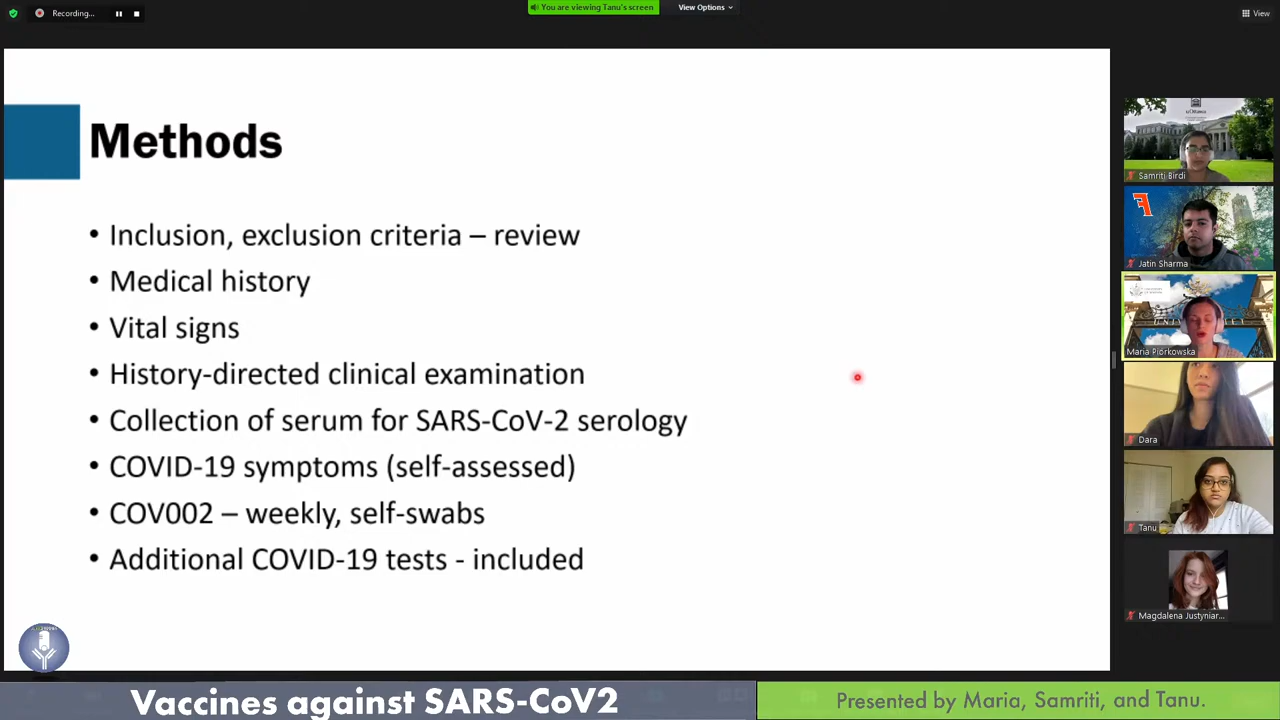 Recording...
You are viewing Tanu's screen
View Options
View
Methods
• Inclusion, exclusion criteria – review
• Medical history
• Vital signs
• History-directed clinical examination
• Collection of serum for SARS-CoV-2 serology
• COVID-19 symptoms (self-assessed)
• COV002 – weekly, self-swabs
• Additional COVID-19 tests - included
uOttawa
Samriti Birdi
Jatin Sharma
Maria Piorkowska
Dara
Tanu
Magdalena Justyniar...
Vaccines against SARS-CoV2
Presented by Maria, Samriti, and Tanu.